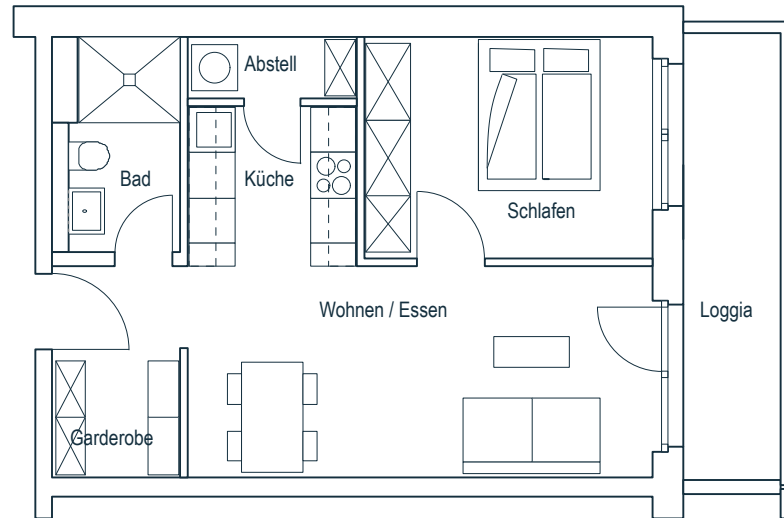 Abstell
Bad
Küche
Schlafen
Wohnen / Essen
Loggia
Garderobe